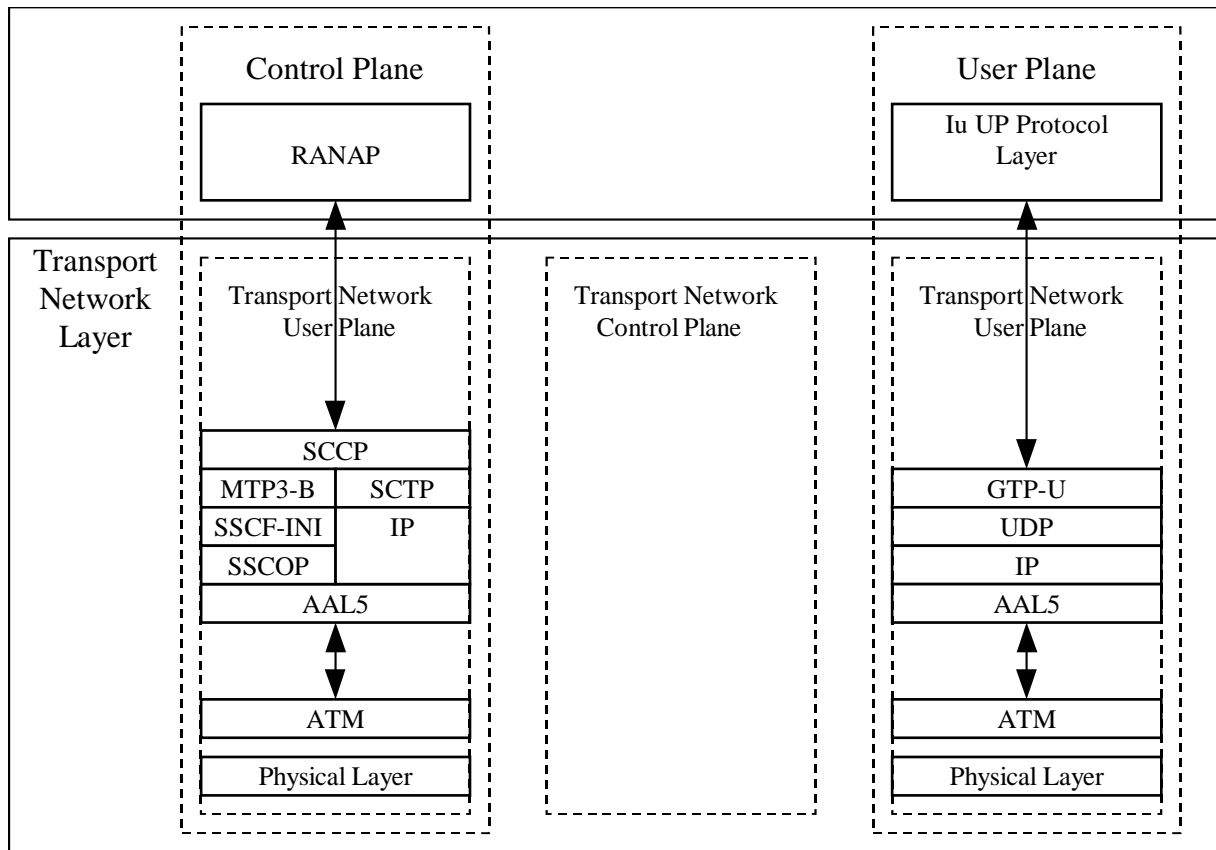 Control Plane
User Plane
RANAP
Iu UP Protocol
Layer
Transport
Network
Layer
Transport Network
User Plane
Transport Network
Control Plane
Transport Network
User Plane
SCCP
MTP3-B
SCTP
GTP-U
SSCF-INI
IP
UDP
SSCOP
IP
AAL5
AAL5
ATM
ATM
Physical Layer
Physical Layer